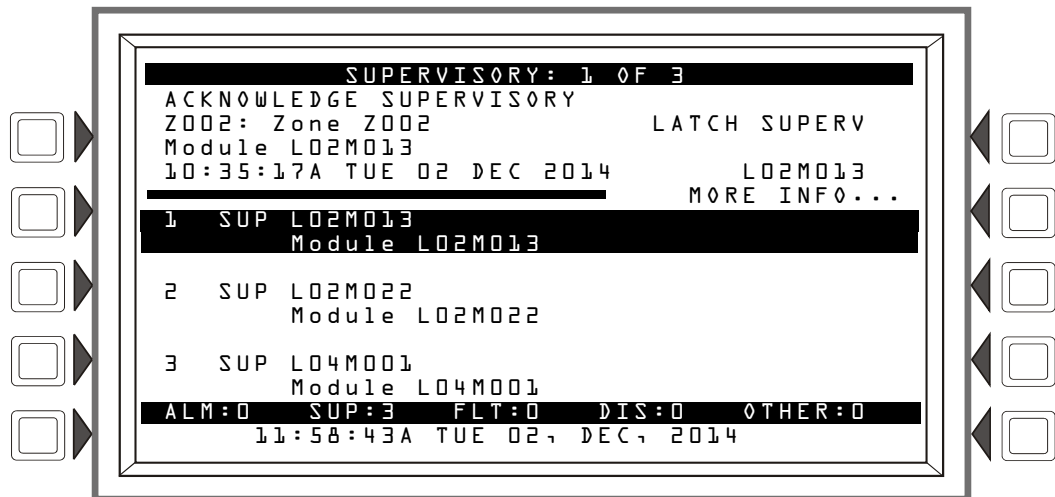 SUPERVISORY: 1 OF 3
ACKNOWLEDGE SUPERVISORY
Z002: Zone Z002 LATCH SUPERV
Module L02M013
10:35:17A TUE 02 DEC 2014 L02M013
MORE INFO...
1 SUP L02M013
Module L02M013
2 SUP L02M022
Module L02M022
3 SUP L04M001
Module L04M001
ALM:0 SUP:3 FLT:0 DIS:0 OTHER:0
11:58:43A TUE 02, DEC, 2014